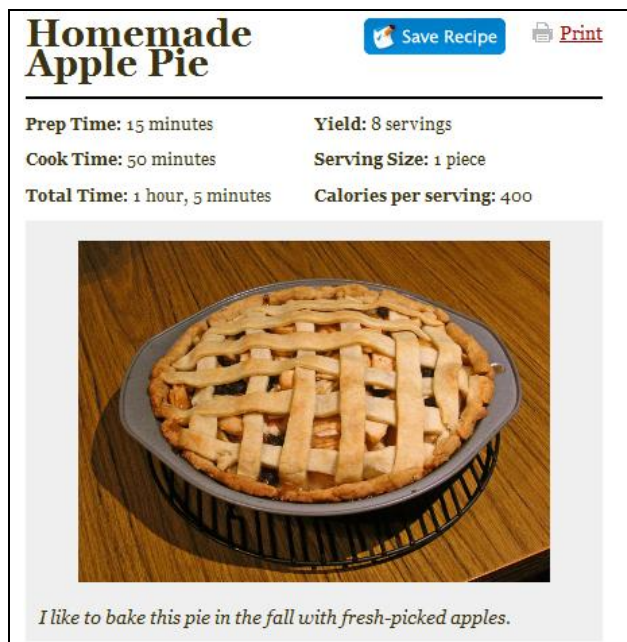 Homemade
Apple Pie
Save Recipe
Print
Prep Time: 15 minutes
Yield: 8 servings
Cook Time: 50 minutes
Serving Size: 1 piece
Total Time: 1 hour, 5 minutes
Calories per serving: 400
I like to bake this pie in the fall with fresh-picked apples.